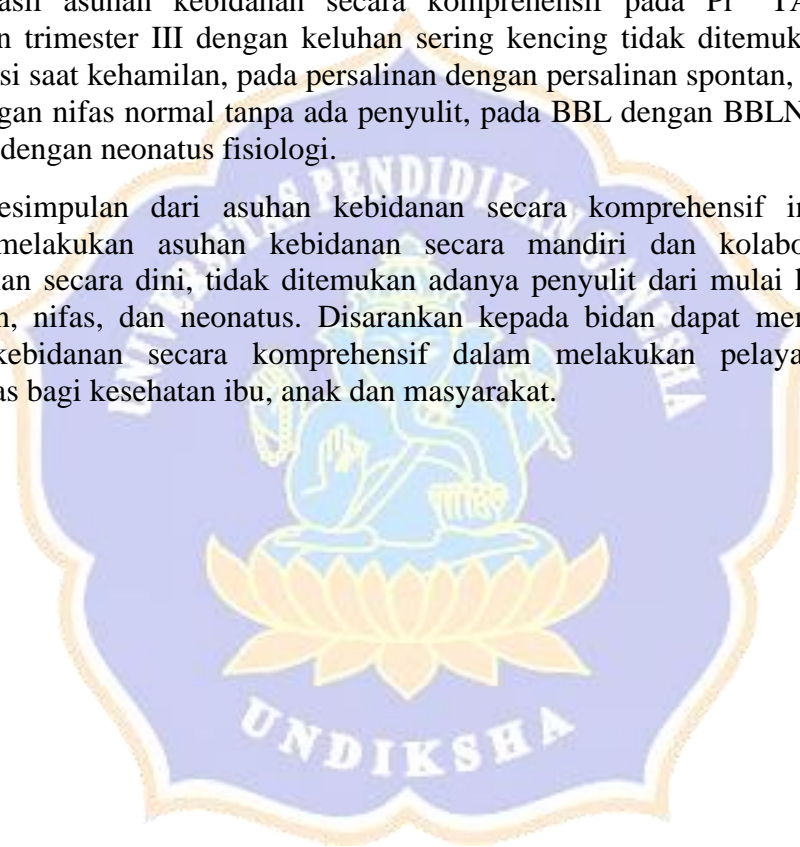 asil asuhan kebidanan secara komprehensif pada Pr "TA
n trimester III dengan keluhan sering kencing tidak ditemuk
si saat kehamilan, pada persalinan dengan persalinan spontan,
gan nifas normal tanpa ada penyulit, pada BBL dengan BBLN
dengan neonatus fisiologi.
esimpulan dari asuhan kebidanan secara komprehensif in
melakukan asuhan kebidanan secara mandiri dan kolabo
an secara dini, tidak ditemukan adanya penyulit dari mulai
n, nifas, dan neonatus. Disarankan kepada bidan dapat mer
kebidanan secara komprehensif dalam melakukan pelaya
as bagi kesehatan ibu, anak dan masyarakat.
UNIVERSITAS PENDIDIKAN GANESHA
UNDIKSHA